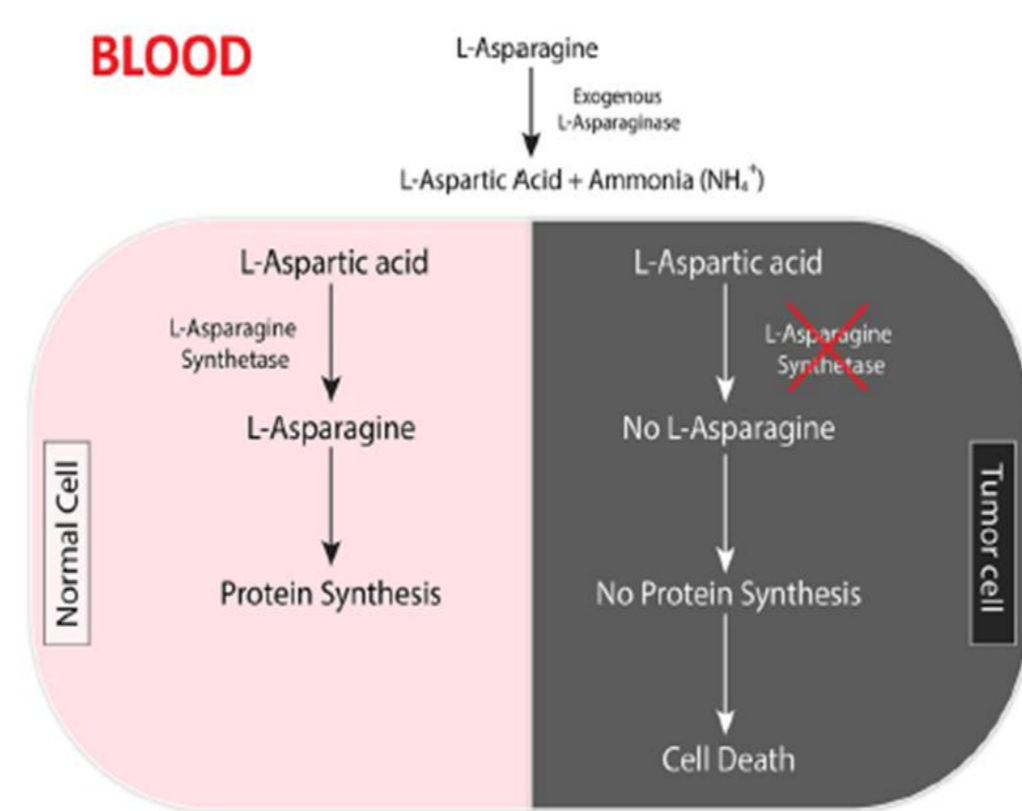 BLOOD
L-Asparagine
Exogenous
L-Asparaginase
L-Aspartic Acid + Ammonia (NH₄⁺)
L-Aspartic acid
L-Asparagine
Synthetase
L-Asparagine
Protein Synthesis
Normal Cell
L-Aspartic acid
L-Asparagine
Synthetase
No L-Asparagine
No Protein Synthesis
Cell Death
Tumor cell